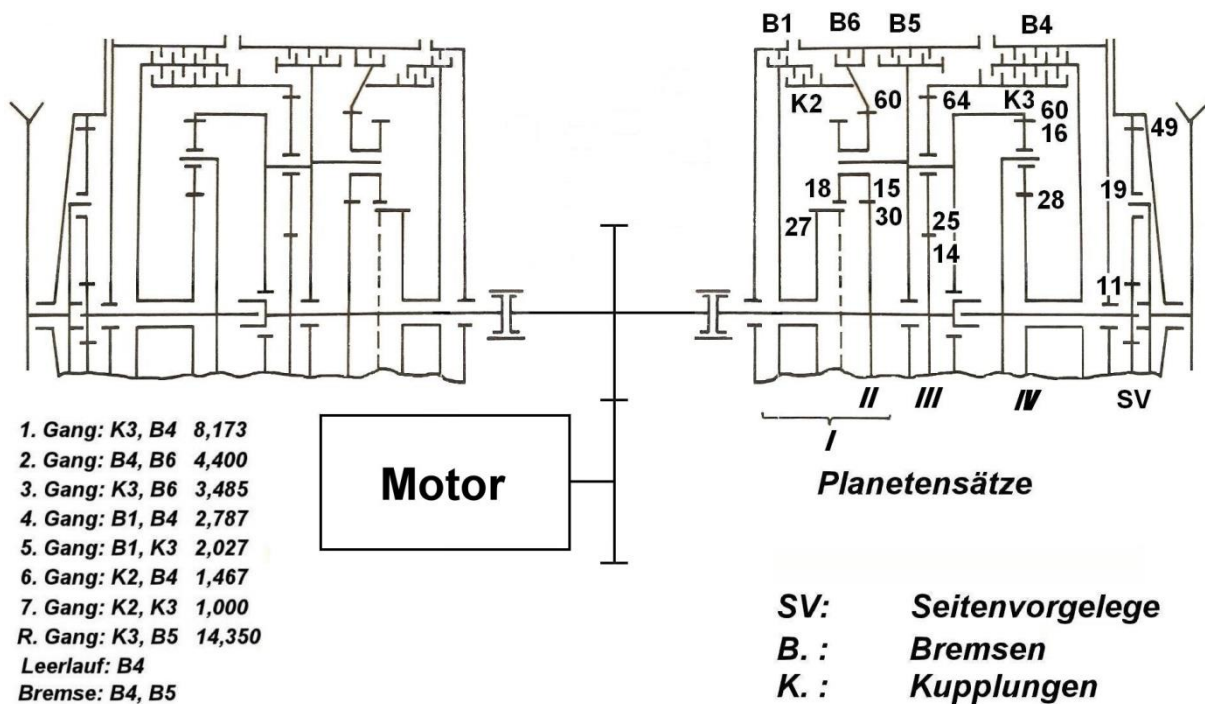 B1 B6 B5 B4
K2 60 64 K3 60
16 49
18 15 28 19
27 30 25
14 11
II III IV SV
I
Planetensätze
Motor
1. Gang: K3, B4 8,173
2. Gang: B4, B6 4,400
3. Gang: K3, B6 3,485
4. Gang: B1, B4 2,787
5. Gang: B1, K3 2,027
6. Gang: K2, B4 1,467
7. Gang: K2, K3 1,000
R. Gang: K3, B5 14,350
Leerlauf: B4
Bremse: B4, B5
SV: Seitenvorgelege
B. : Bremsen
K. : Kupplungen